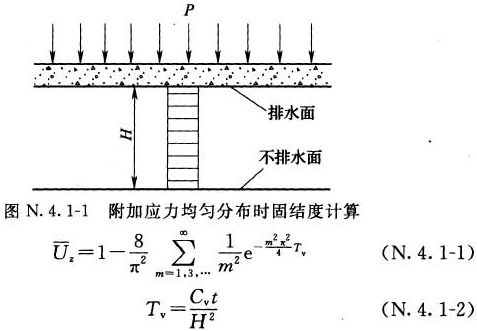 P
排水面
H
不排水面
图 N.4.1-1 附加应力均匀分布时固结度计算
$\overline{U}_z=1-\frac{8}{\pi^2}\sum_{m=1,3,\cdots}^{\infty}\frac{1}{m^2}e^{-\frac{m^2\pi^2}{4}T_v}$ (N.4.1-1)
$T_v=\frac{C_v t}{H^2}$ (N.4.1-2)